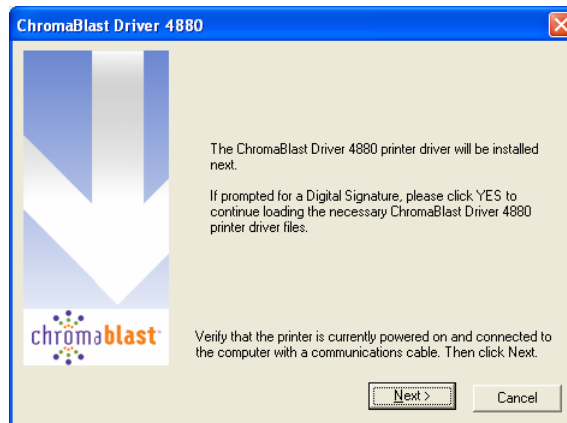 ChromaBlast Driver 4880
The ChromaBlast Driver 4880 printer driver will be installed
next.
If prompted for a Digital Signature, please click YES to
continue loading the necessary ChromaBlast Driver 4880
printer driver files.
chromablast
Verify that the printer is currently powered on and connected to
the computer with a communications cable. Then click Next.
Next >
Cancel